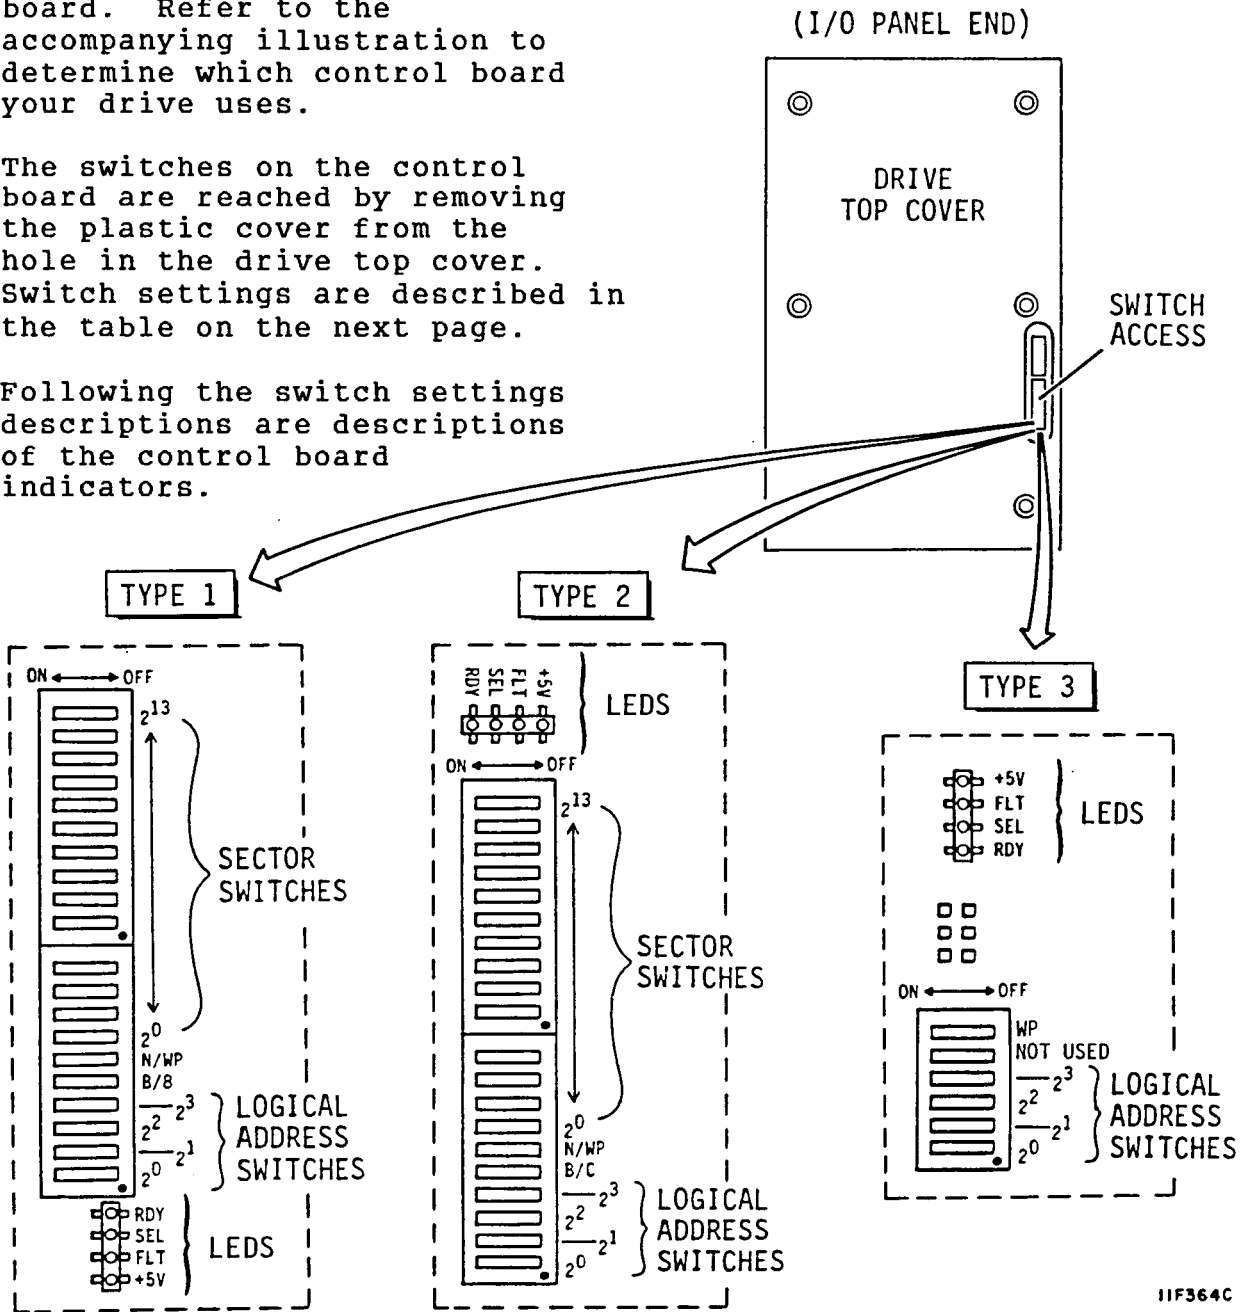 board. Refer to the
accompanying illustration to
determine which control board
your drive uses.
The switches on the control
board are reached by removing
the plastic cover from the
hole in the drive top cover.
Switch settings are described in
the table on the next page.
Following the switch settings
descriptions are descriptions
of the control board
indicators.
(I/O PANEL END)
DRIVE
TOP COVER
SWITCH
ACCESS
TYPE 1
ON OFF
2^13
SECTOR
SWITCHES
2^0
N/WP
B/8
2^3
2^2
2^1
2^0
LOGICAL
ADDRESS
SWITCHES
RDY
SEL
FLT
+5V
LEDS
TYPE 2
RDY
SEL
FLT
+5V
LEDS
ON OFF
2^13
SECTOR
SWITCHES
2^0
N/WP
B/C
2^3
2^2
2^1
2^0
LOGICAL
ADDRESS
SWITCHES
TYPE 3
+5V
FLT
SEL
RDY
LEDS
ON OFF
WP
NOT USED
2^3
2^2
2^1
2^0
LOGICAL
ADDRESS
SWITCHES
11F364C